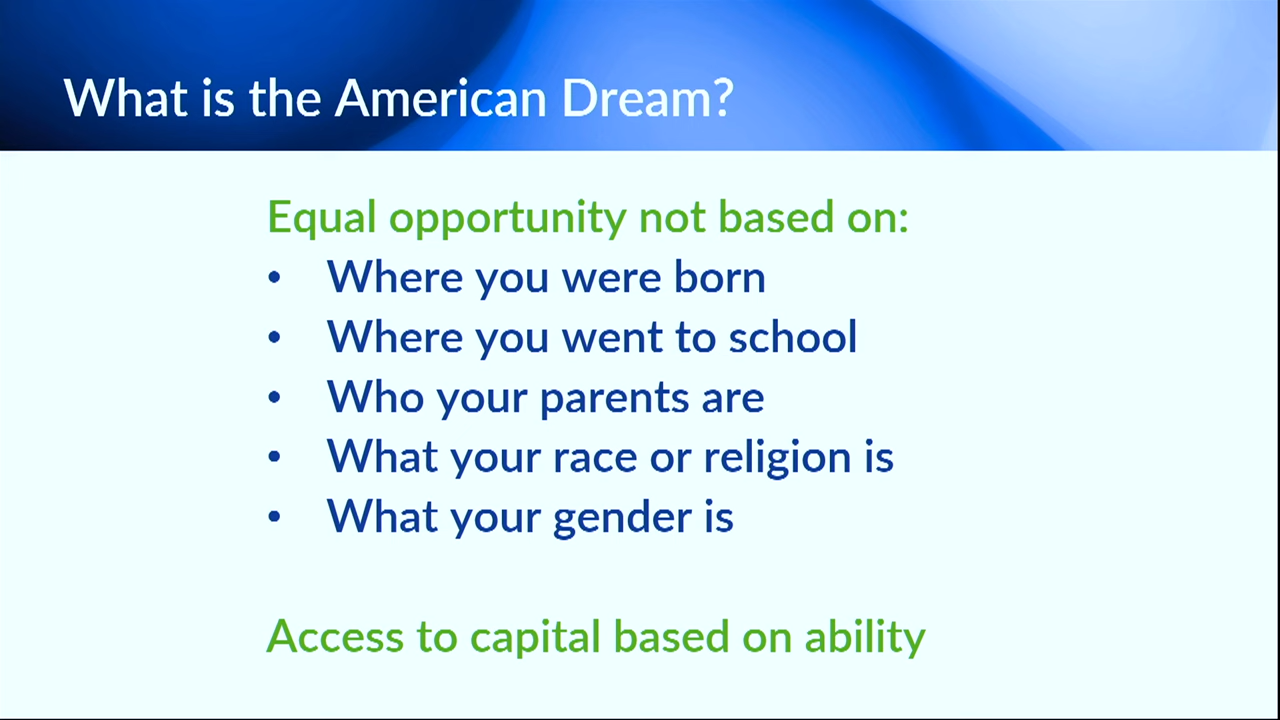 What is the American Dream?
Equal opportunity not based on:
• Where you were born
• Where you went to school
• Who your parents are
• What your race or religion is
• What your gender is
Access to capital based on ability